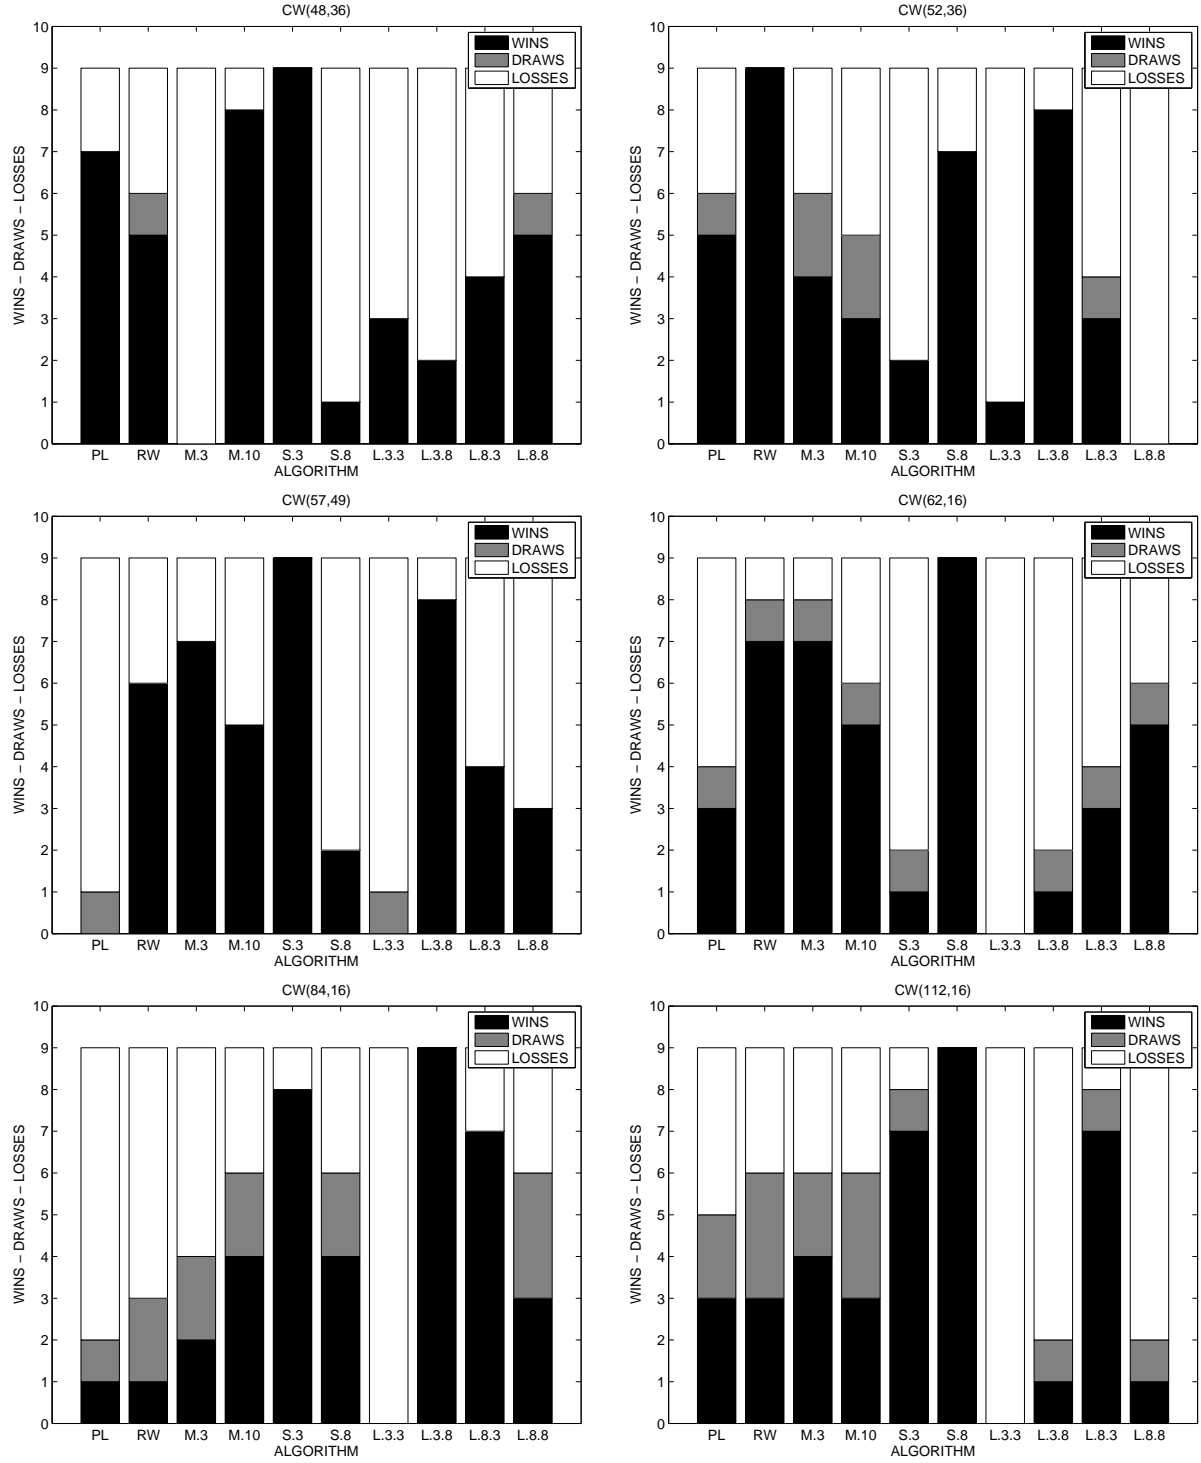 CW(48,36)
10
9
8
7
6
5
4
3
2
1
0
WINS − DRAWS − LOSSES
WINS
DRAWS
LOSSES
PL RW M.3 M.10 S.3 S.8 L.3.3 L.3.8 L.8.3 L.8.8
ALGORITHM
CW(52,36)
10
9
8
7
6
5
4
3
2
1
0
WINS − DRAWS − LOSSES
WINS
DRAWS
LOSSES
PL RW M.3 M.10 S.3 S.8 L.3.3 L.3.8 L.8.3 L.8.8
ALGORITHM
CW(57,49)
10
9
8
7
6
5
4
3
2
1
0
WINS − DRAWS − LOSSES
WINS
DRAWS
LOSSES
PL RW M.3 M.10 S.3 S.8 L.3.3 L.3.8 L.8.3 L.8.8
ALGORITHM
CW(62,16)
10
9
8
7
6
5
4
3
2
1
0
WINS − DRAWS − LOSSES
WINS
DRAWS
LOSSES
PL RW M.3 M.10 S.3 S.8 L.3.3 L.3.8 L.8.3 L.8.8
ALGORITHM
CW(84,16)
10
9
8
7
6
5
4
3
2
1
0
WINS − DRAWS − LOSSES
WINS
DRAWS
LOSSES
PL RW M.3 M.10 S.3 S.8 L.3.3 L.3.8 L.8.3 L.8.8
ALGORITHM
CW(112,16)
10
9
8
7
6
5
4
3
2
1
0
WINS − DRAWS − LOSSES
WINS
DRAWS
LOSSES
PL RW M.3 M.10 S.3 S.8 L.3.3 L.3.8 L.8.3 L.8.8
ALGORITHM